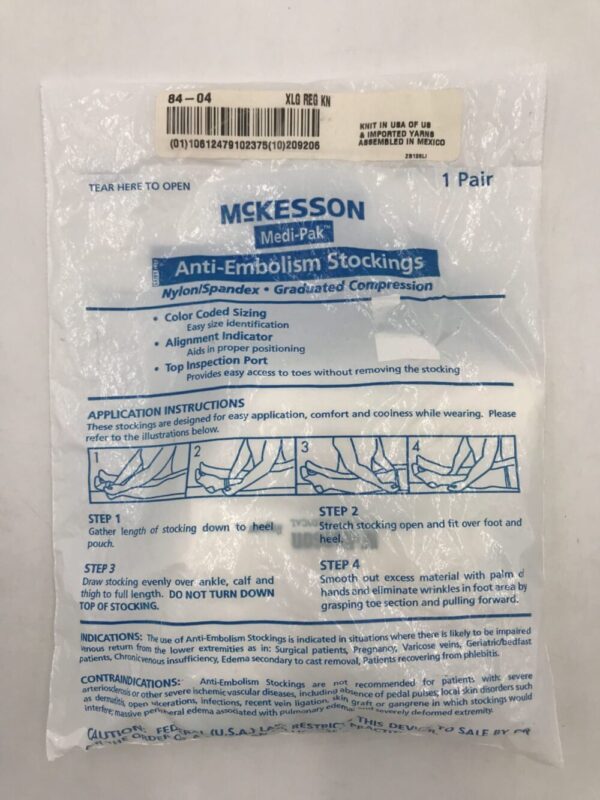 84-04 XLG REG KN
(01)10612479102375(10)209206
KNIT IN USA OF US
& IMPORTED YARNS
ASSEMBLED IN MEXICO
TEAR HERE TO OPEN
1 Pair
McKESSON
Medi-Pak™
Anti-Embolism Stockings
Nylon/Spandex • Graduated Compression
• Color Coded Sizing
Easy size identification
• Alignment Indicator
Aids in proper positioning
• Top Inspection Port
Provides easy access to toes without removing the stocking
APPLICATION INSTRUCTIONS
These stockings are designed for easy application, comfort and coolness while wearing. Please
refer to the illustrations below.
1 2 3 4
STEP 1
Gather length of stocking down to heel
pouch.
STEP 2
Stretch stocking open and fit over foot and
heel.
STEP 3
Draw stocking evenly over ankle, calf and
thigh to full length. DO NOT TURN DOWN
TOP OF STOCKING.
STEP 4
Smooth out excess material with palm of
hands and eliminate wrinkles in foot area by
grasping toe section and pulling forward.
INDICATIONS: The use of Anti-Embolism Stockings is indicated in situations where there is likely to be impaired
venous return from the lower extremities as in: Surgical patients, Pregnancy, Varicose veins, Geriatric/bedfast
patients, Chronic venous insufficiency, Edema secondary to cast removal, Patients recovering from phlebitis.
CONTRAINDICATIONS: Anti-Embolism Stockings are not recommended for patients with: severe
arteriosclerosis or other severe ischemic vascular diseases, including absence of pedal pulses, local skin disorders such
as dermatitis, open ulcerations, infections, recent vein ligation, skin graft or gangrene in which stockings would
interfere; massive peripheral edema associated with pulmonary edema severely deformed extremity.
CAUTION: FEDERAL (U.S.A.) LAW RESTRICTS THIS DEVICE TO SALE BY
THE ORDER